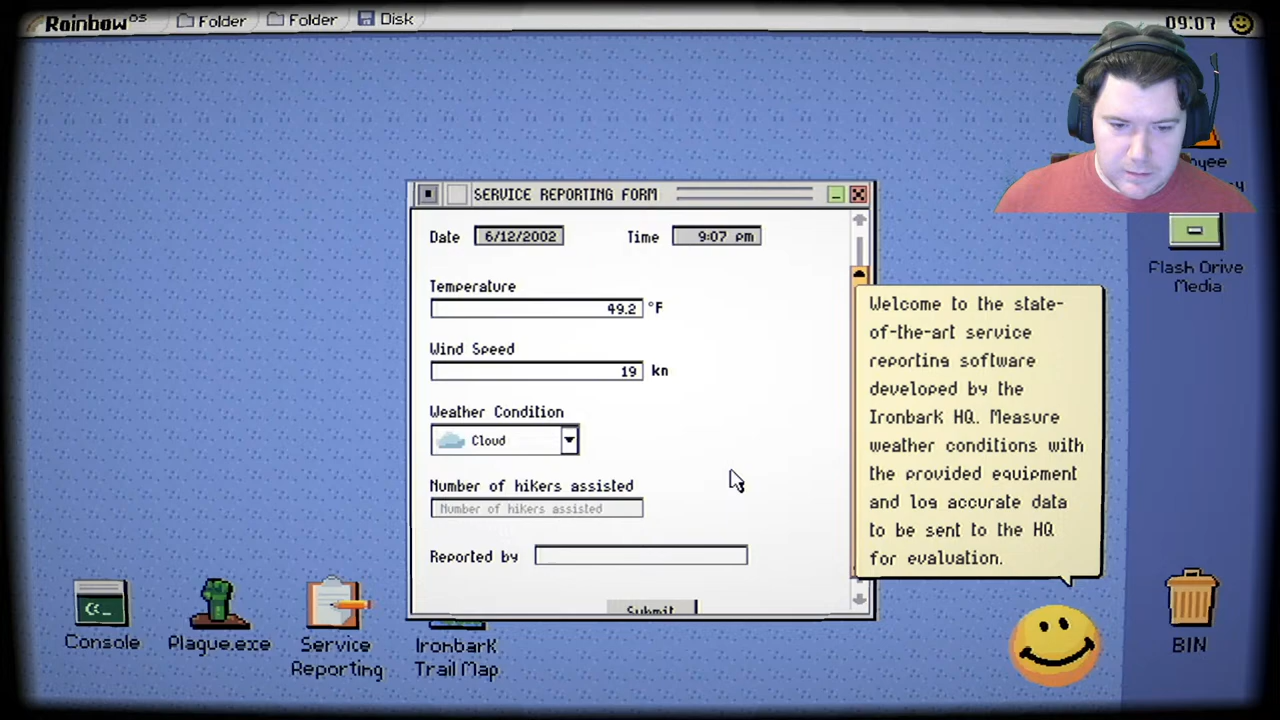 Rainbow OS Folder Folder Disk 09:07
SERVICE REPORTING FORM
Date 6/12/2002 Time 9:07 pm
Temperature
49.2 °F
Wind Speed
19 kn
Weather Condition
Cloud
Number of hikers assisted
Number of hikers assisted
Reported by
Submit
Welcome to the state-
of-the-art service
reporting software
developed by the
Ironbark HQ. Measure
weather conditions with
the provided equipment
and log accurate data
to be sent to the HQ
for evaluation.
Flash Drive
Media
Console
Plague.exe
Service
Reporting
Ironbark
Trail Map
BIN